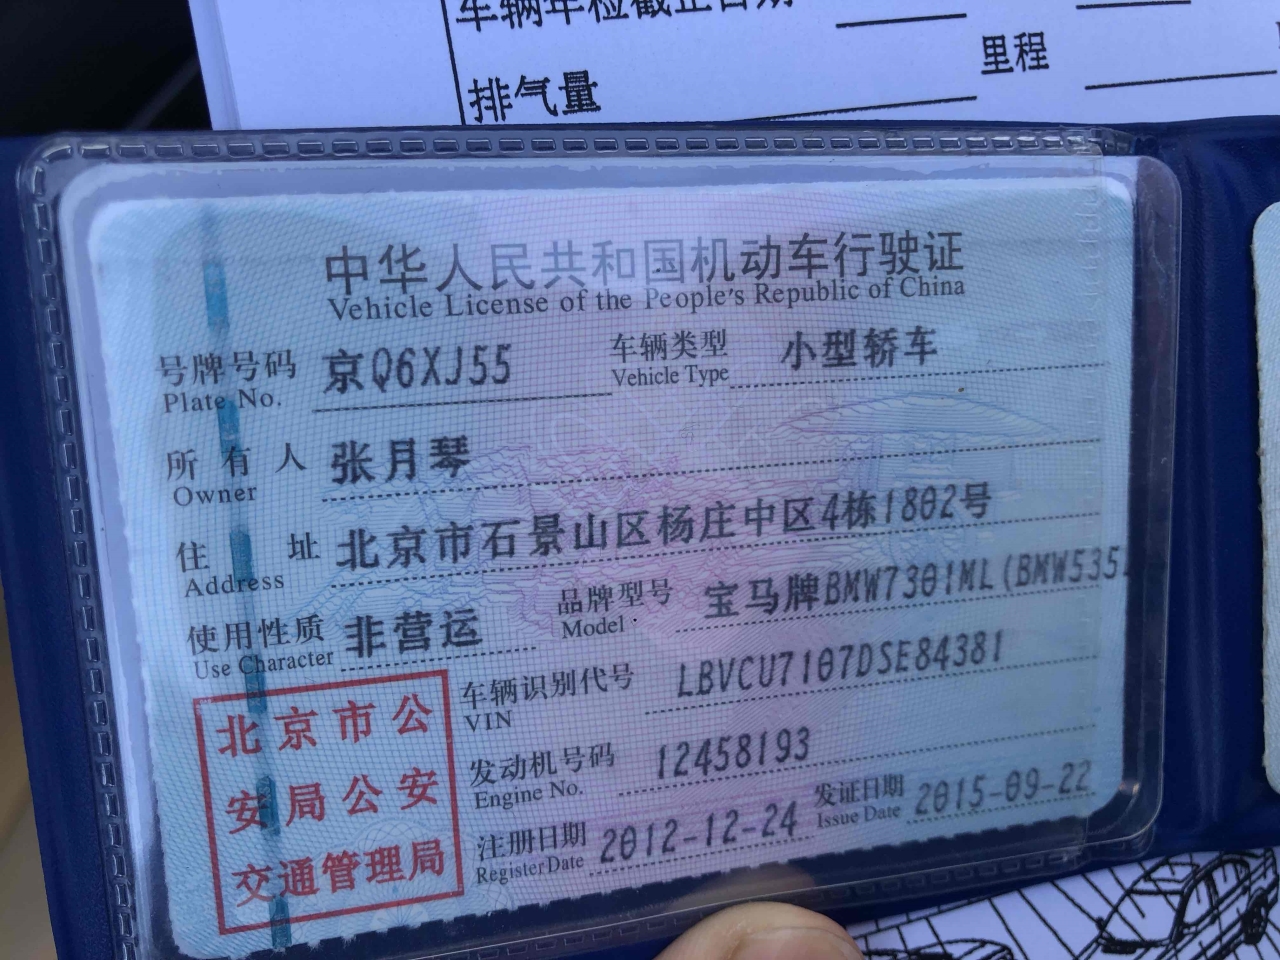 车辆年检截止日期
排气量 里程
中华人民共和国机动车行驶证
Vehicle License of the People's Republic of China
号牌号码 京Q6XJ55 车辆类型 小型轿车
Plate No. Vehicle Type
所有人 张月琴
Owner
住址 北京市石景山区杨庄中区4栋1802号
Address
使用性质 非营运 品牌型号 宝马牌BMW7301ML(BMW535
Use Character Model
车辆识别代号 LBVCU7107DSE84381
VIN
发动机号码 12458193
Engine No.
注册日期 2012-12-24 发证日期 2015-09-22
Register Date Issue Date
北京市公
安局公安
交通管理局